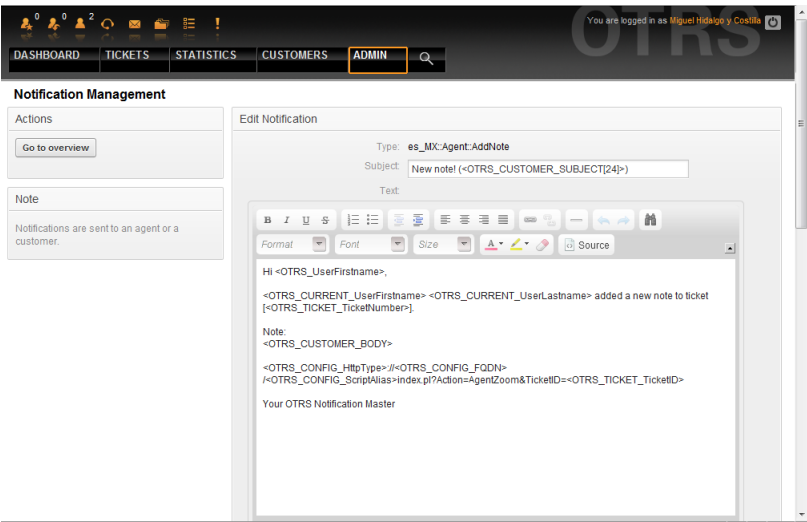 0 0 2
You are logged in as Miguel Hidalgo y Costilla
OTRS
DASHBOARD TICKETS STATISTICS CUSTOMERS ADMIN
Notification Management
Actions
Go to overview
Note
Notifications are sent to an agent or a
customer.
Edit Notification
Type: es_MX::Agent::AddNote
Subject: New note! (<OTRS_CUSTOMER_SUBJECT[24]>)
Text:
B I U S
Format Font Size A Source
Hi <OTRS_UserFirstname>,
<OTRS_CURRENT_UserFirstname> <OTRS_CURRENT_UserLastname> added a new note to ticket
[<OTRS_TICKET_TicketNumber>].
Note:
<OTRS_CUSTOMER_BODY>
<OTRS_CONFIG_HttpType>://<OTRS_CONFIG_FQDN>
/<OTRS_CONFIG_ScriptAlias>index.pl?Action=AgentZoom&TicketID=<OTRS_TICKET_TicketID>
Your OTRS Notification Master